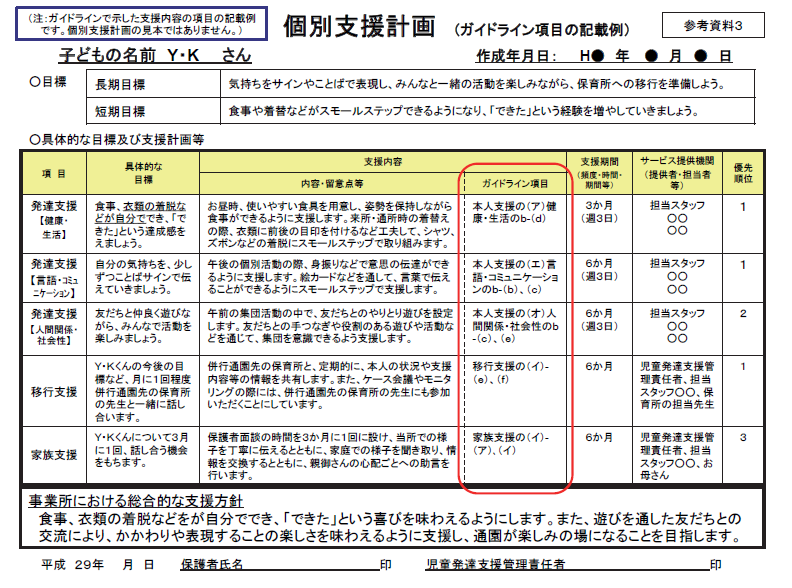 （注：ガイドラインで示した支援内容の項目の記載例
です。個別支援計画の見本ではありません。）
個別支援計画 （ガイドライン項目の記載例）
参考資料３
子どもの名前 Y・K さん
作成年月日： H● 年 ● 月 ● 日
○目標
長期目標
気持ちをサインやことばで表現し、みんなと一緒の活動を楽しみながら、保育所への移行を準備しよう。
短期目標
食事や着替などがスモールステップできるようになり、「できた」という経験を増やしていきましょう。
○具体的な目標及び支援計画等
項 目
具体的な
目標
支援内容
内容・留意点等
ガイドライン項目
支援期間
（頻度・時間・
期間等）
サービス提供機関
（提供者・担当者
等）
優先
順位
発達支援
【健康・
生活】
食事、衣類の着脱な
どが自分ででき、「で
きた」という達成感を
えましょう。
お昼時、使いやすい食具を用意し、姿勢を保持しながら
食事ができるように支援します。来所・通所時の着替え
の際、衣類に前後の目印を付けるなど工夫して、シャツ、
ズボンなどの着脱にスモールステップで取り組みます。
本人支援の（ア）健
康・生活のb-（d）
3か月
（週3日）
担当スタッフ
○○
○○
1
発達支援
【言語・コミュ
ニケーション】
自分の気持ちを、少し
ずつことばサインで伝
えていきましょう。
午後の個別活動の際、身振りなどで意思の伝達ができ
るように支援します。絵カードなどを通して、言葉で伝え
ることができるようにスモールステップで支援します。
本人支援の（エ）言
語・コミュニケーショ
ンのb-（b）、（c）
6か月
（週3日）
担当スタッフ
○○
○○
1
発達支援
【人間関係・
社会性】
友だちと仲良く遊びな
がら、みんなで活動を
楽しみましょう。
午前の集団活動の中で、友だちとのやりとり遊びを設定
します。友だちとの手つなぎや役割のある遊びや活動な
どを通じて、集団を意識できるよう支援します。
本人支援の（オ）人
間関係・社会性のb
-（c）、（e）
6か月
（週3日）
担当スタッフ
○○
○○
2
移行支援
Y・Kくんの今後の目
標など、月に1回程度
併行通園先の保育所
の先生と一緒に話し
合います。
併行通園先の保育所と、定期的に、本人の状況や支援
内容等の情報を共有します。また、ケース会議やモニタ
リングの際には、併行通園先の保育所の先生にも参加
いただくことにしています。
移行支援の（イ）-
（e）、（f）
6か月
児童発達支援管
理責任者、担当
スタッフ○○、保
育所の担当先生
1
家族支援
Y・Kくんについて3月
に1回、話し合う機会
をもちます。
保護者面談の時間を3か月に1回に設け、当所での様
子を丁寧に伝えるとともに、家庭での様子を聞き取り、情
報を交換するとともに、親御さんの心配ごとへの助言を
行います。
家族支援の（イ）-
（ア）、（イ）
6か月
児童発達支援管
理責任者、担当
スタッフ○○、お
母さん
3
事業所における総合的な支援方針
食事、衣類の着脱などをが自分ででき、「できた」という喜びを味わえるようにします。また、遊びを通した友だちとの
交流により、かかわりや表現することの楽しさを味わえるように支援し、通園が楽しみの場になることを目指します。
平成 29年 月 日 保護者氏名 印 児童発達支援管理責任者 印